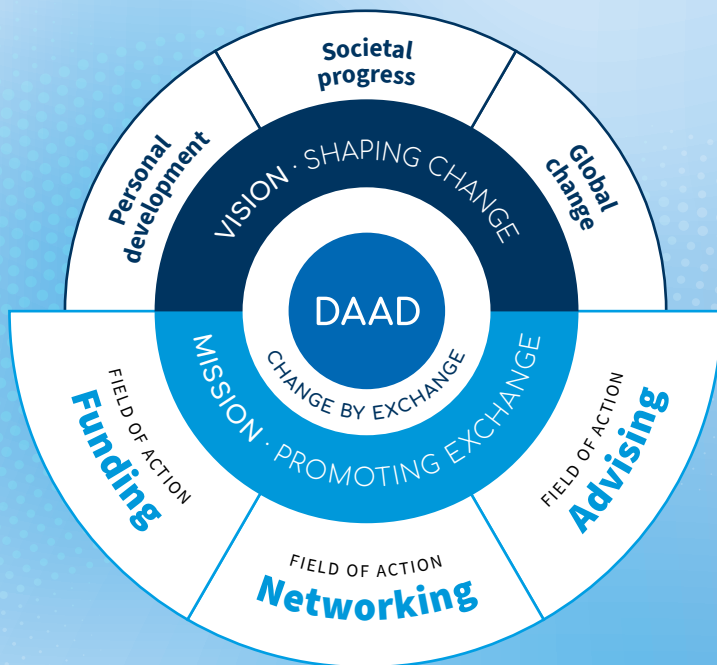 Societal
progress
Personal
development
Global
change
VISION · SHAPING CHANGE
DAAD
CHANGE BY EXCHANGE
MISSION · PROMOTING EXCHANGE
FIELD OF ACTION
Funding
FIELD OF ACTION
Networking
FIELD OF ACTION
Advising